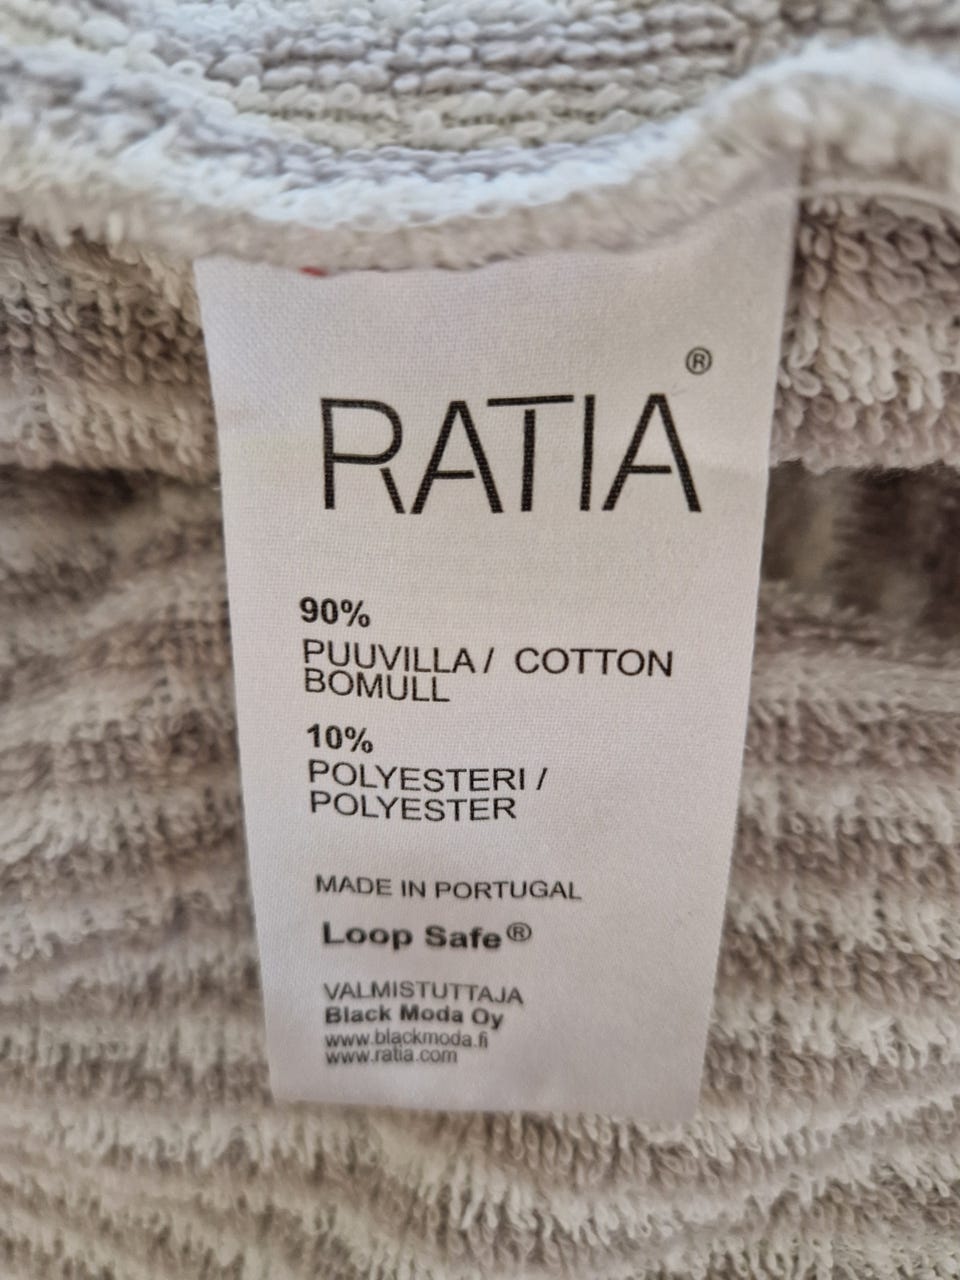 RATIA®
90%
PUUVILLA / COTTON
BOMULL
10%
POLYESTERI /
POLYESTER
MADE IN PORTUGAL
Loop Safe®
VALMISTUTTAJA
Black Moda Oy
www.blackmoda.fi
www.ratia.com